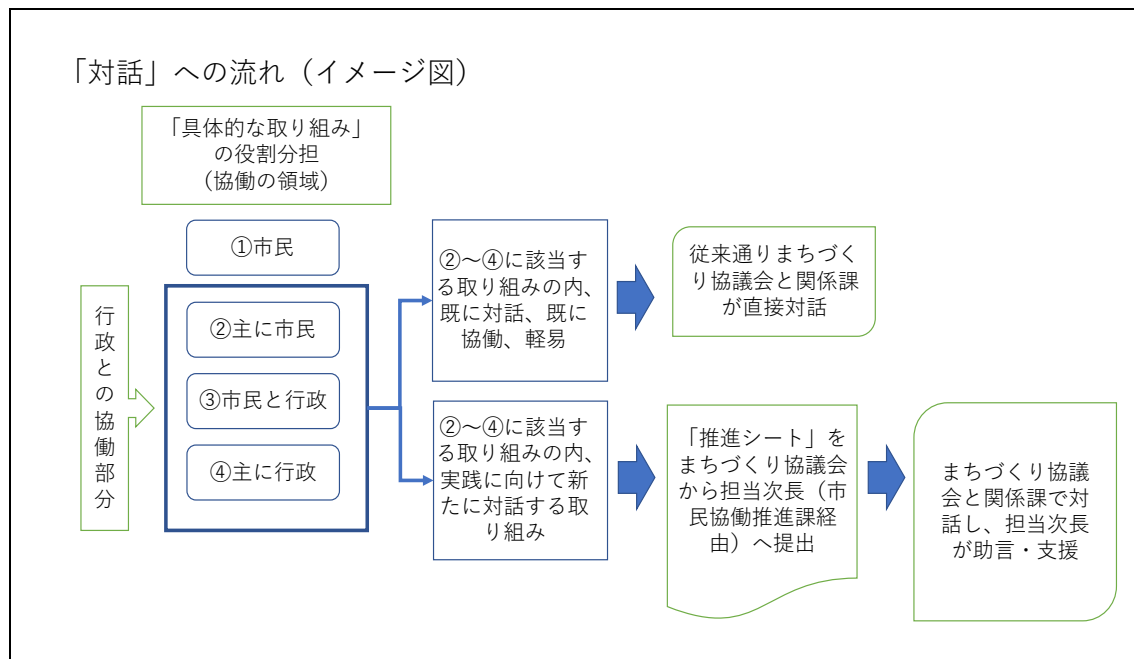 「対話」への流れ（イメージ図）
「具体的な取り組み」
の役割分担
（協働の領域）
①市民
行政との協働部分
②主に市民
③市民と行政
④主に行政
②～④に該当す
る取り組みの内、
既に対話、既に
協働、軽易
従来通りまちづく
り協議会と関係課
が直接対話
②～④に該当す
る取り組みの内、
実践に向けて新
たに対話する取
り組み
「推進シート」を
まちづくり協議会
から担当次長（市
民協働推進課経
由）へ提出
まちづくり協議
会と関係課で対
話し、担当次長
が助言・支援